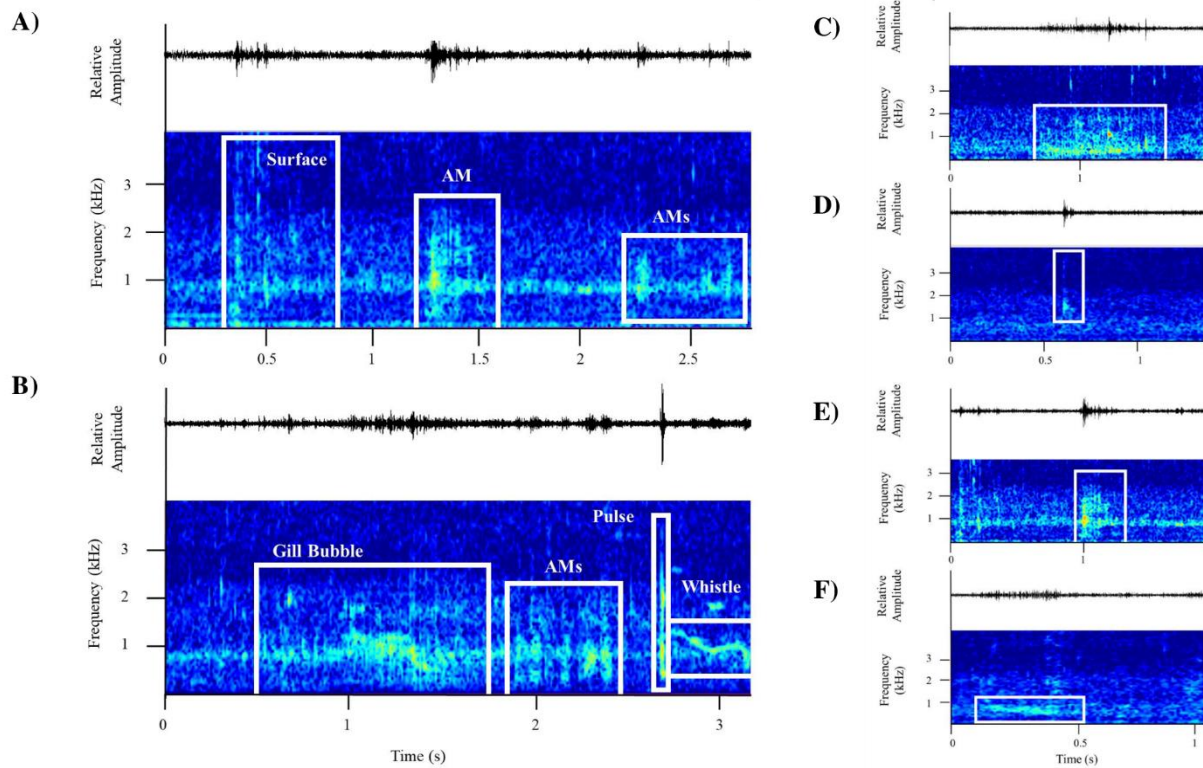 A)
Relative
Amplitude
Frequency (kHz)
3
2
1
Surface
AM
AMs
0
0.5
1
1.5
2
2.5
B)
Relative
Amplitude
Frequency (kHz)
3
2
1
Gill Bubble
AMs
Pulse
Whistle
0
1
2
3
Time (s)
C)
Relative
Amplitude
Frequency
(kHz)
3
2
1
0
1
D)
Relative
Amplitude
Frequency
(kHz)
3
2
1
0
0.5
1
E)
Relative
Amplitude
Frequency
(kHz)
3
2
1
0
1
F)
Relative
Amplitude
Frequency
(kHz)
3
2
1
0
0.5
1
Time (s)